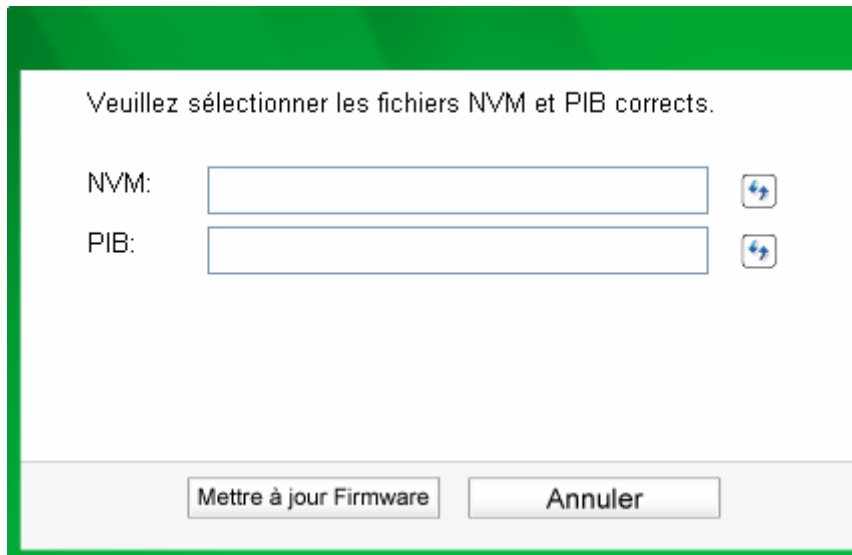 Veuillez sélectionner les fichiers NVM et PIB corrects.
NVM:
PIB:
Mettre à jour Firmware
Annuler